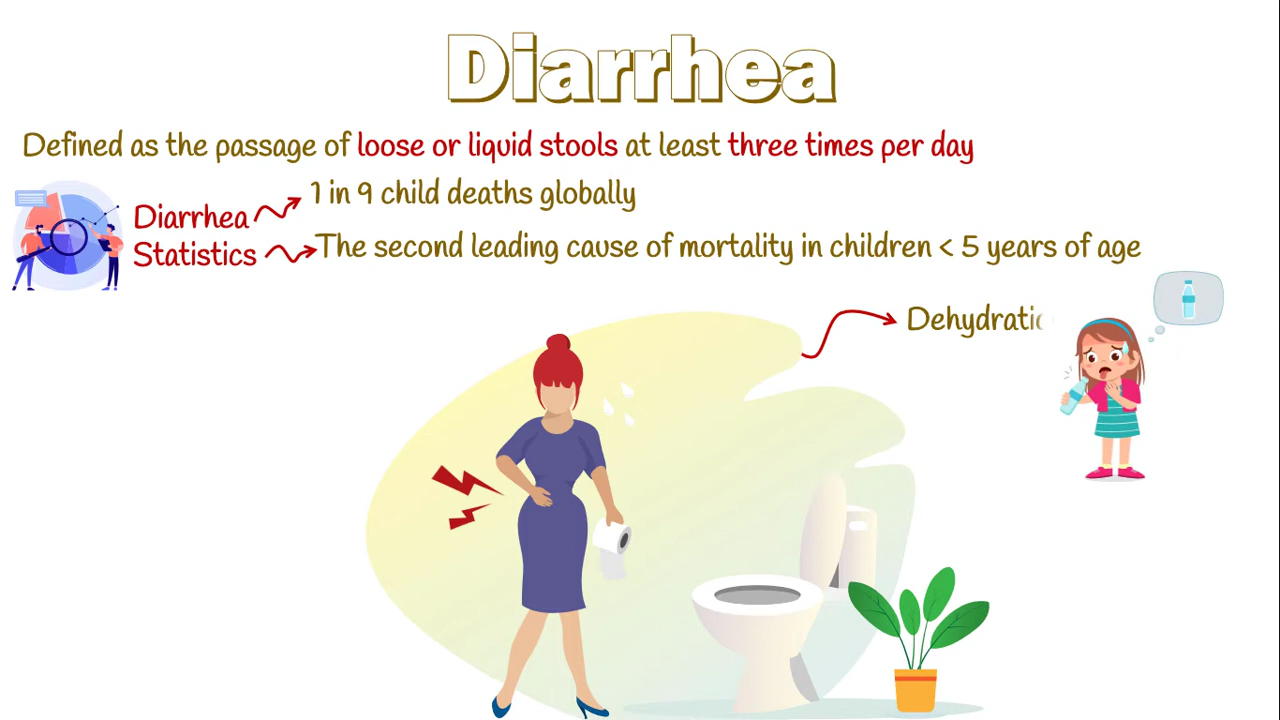 Diarrhea
Defined as the passage of loose or liquid stools at least three times per day
Diarrhea
Statistics
1 in 9 child deaths globally
The second leading cause of mortality in children < 5 years of age